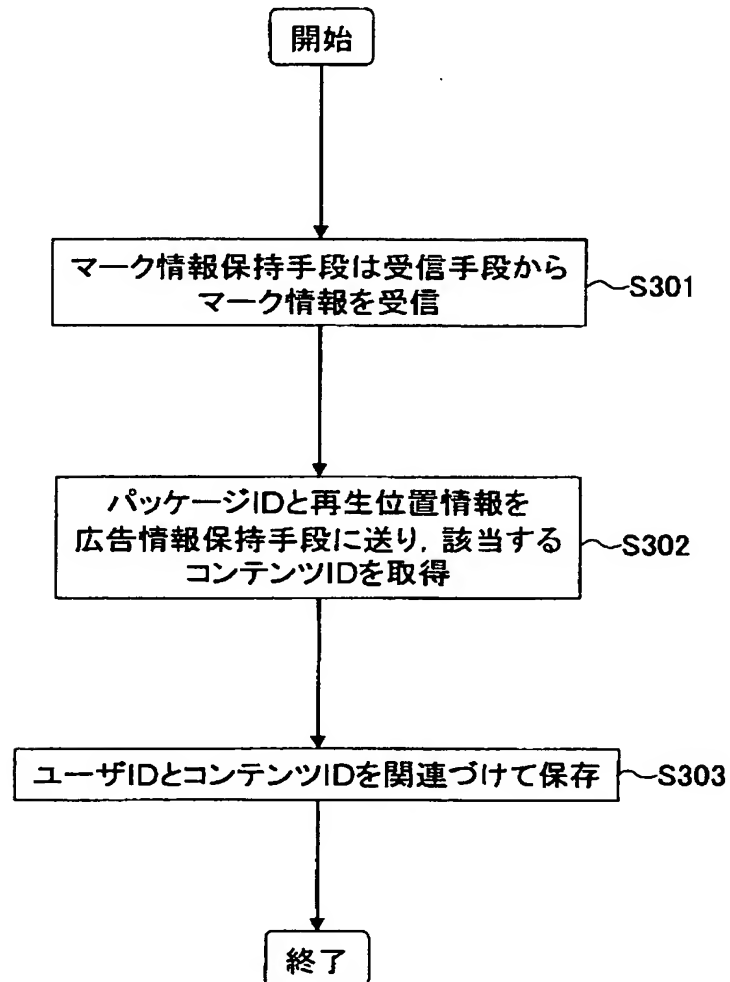 開始
マーク情報保持手段は受信手段から
マーク情報を受信
S301
パッケージIDと再生位置情報を
広告情報保持手段に送り,該当する
コンテンツIDを取得
S302
ユーザIDとコンテンツIDを関連づけて保存
S303
終了